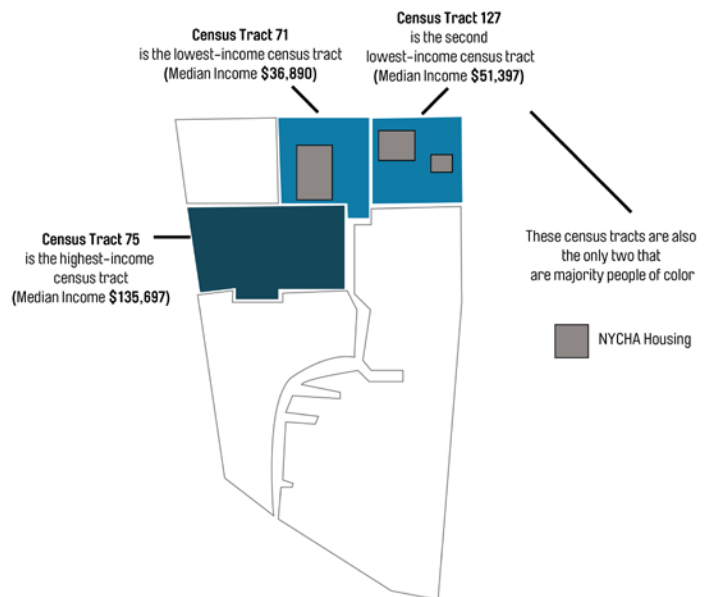 Census Tract 71
is the lowest-income census tract
(Median Income $36,890)
Census Tract 127
is the second
lowest-income census tract
(Median Income $51,397)
Census Tract 75
is the highest-income
census tract
(Median Income $135,697)
These census tracts are also
the only two that
are majority people of color
NYCHA Housing